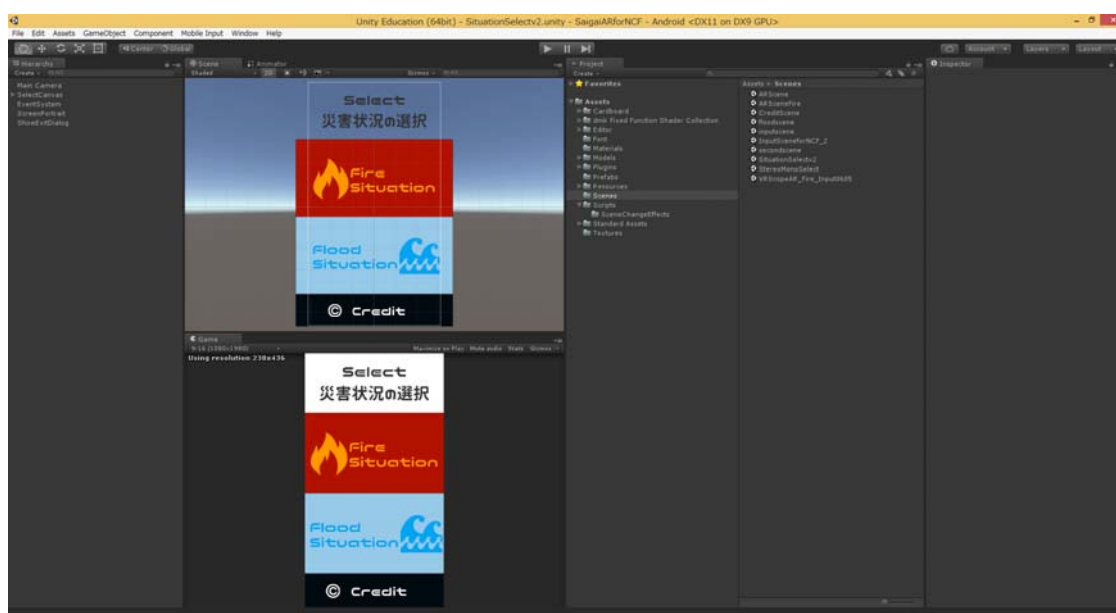 Unity Education (64bit) - SituationSelectv2.unity - SaigaiARforNCF - Android <DX11 on DX9 GPU>
File Edit Assets GameObject Component Mobile Input Window Help
Center Global
Account Layers Layout
Hierarchy
Create
Main Camera
SelectCanvas
EventSystem
ScreenPortrait
ShowExitDialog
Scene Animator
Shaded 2D Gizmos
Select
災害状況の選択
Fire
Situation
Flood
Situation
© Credit
Game
Maximize on Play Mute audio Stats Gizmos
Using resolution 238x436
Select
災害状況の選択
Fire
Situation
Flood
Situation
© Credit
Project
Create
Favorites
Assets
Cardboard
dmk Fixed Function Shader Collection
Editor
Font
Materials
Models
Plugins
Prefabs
Resources
Scenes
Scripts
SceneChangeEffects
Standard Assets
Textures
Assets Scenes
ARScene
ARSceneFire
CreditScene
floodscene
inputscene
InputSceneforNCF_2
secondscene
SituationSelectv2
StereoMonoSelect
Inspector